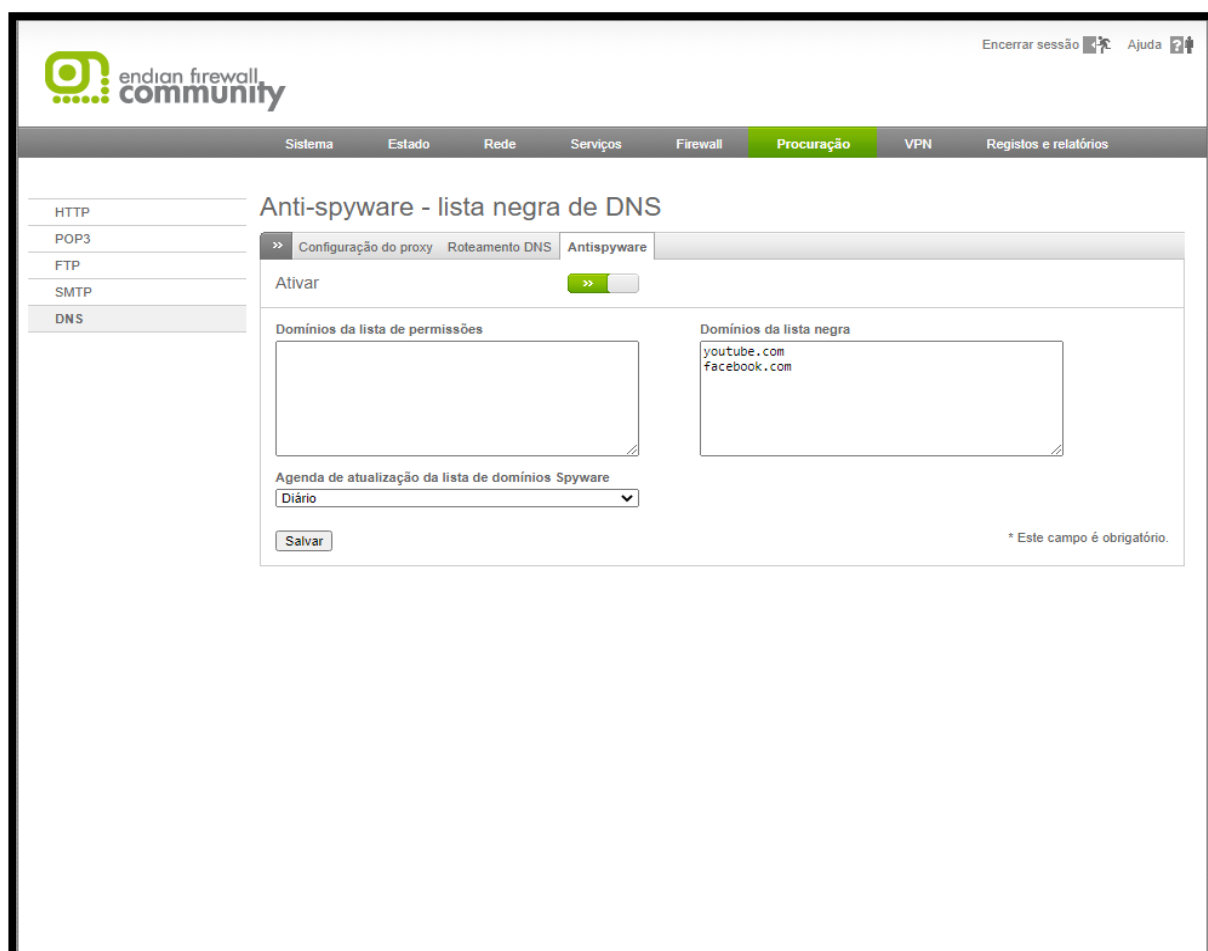 Encerrar sessão Ajuda
endian firewall
community
Sistema Estado Rede Serviços Firewall Procuração VPN Registos e relatórios
HTTP
POP3
FTP
SMTP
DNS
Anti-spyware - lista negra de DNS
» Configuração do proxy Roteamento DNS Antispyware
Ativar »
Domínios da lista de permissões
Domínios da lista negra
youtube.com
facebook.com
Agenda de atualização da lista de domínios Spyware
Diário
Salvar
* Este campo é obrigatório.